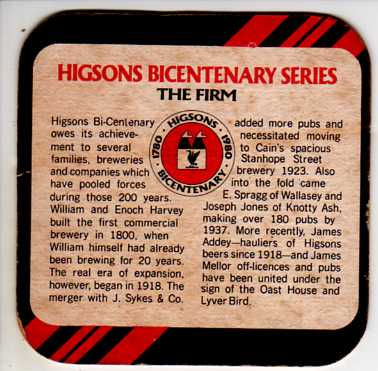 HIGSONS BICENTENARY SERIES
THE FIRM
Higsons Bi-Centenary
owes its achieve-
ment to several
families, breweries
and companies which
have pooled forces
during those 200 years.
William and Enoch Harvey
built the first commercial
brewery in 1800, when
William himself had already
been brewing for 20 years.
The real era of expansion,
however, began in 1918. The
merger with J. Sykes & Co.
HIGSONS
1780
1980
BICENTENARY
added more pubs and
necessitated moving
to Cain's spacious
Stanhope Street
brewery 1923. Also
into the fold came
E. Spragg of Wallasey and
Joseph Jones of Knotty Ash,
making over 180 pubs by,
1937. More recently, James
Addey—hauliers of Higsons
beers since 1918—and James
Mellor off-licences and pubs
have been united under the
sign of the Oast House and
Lyver Bird.